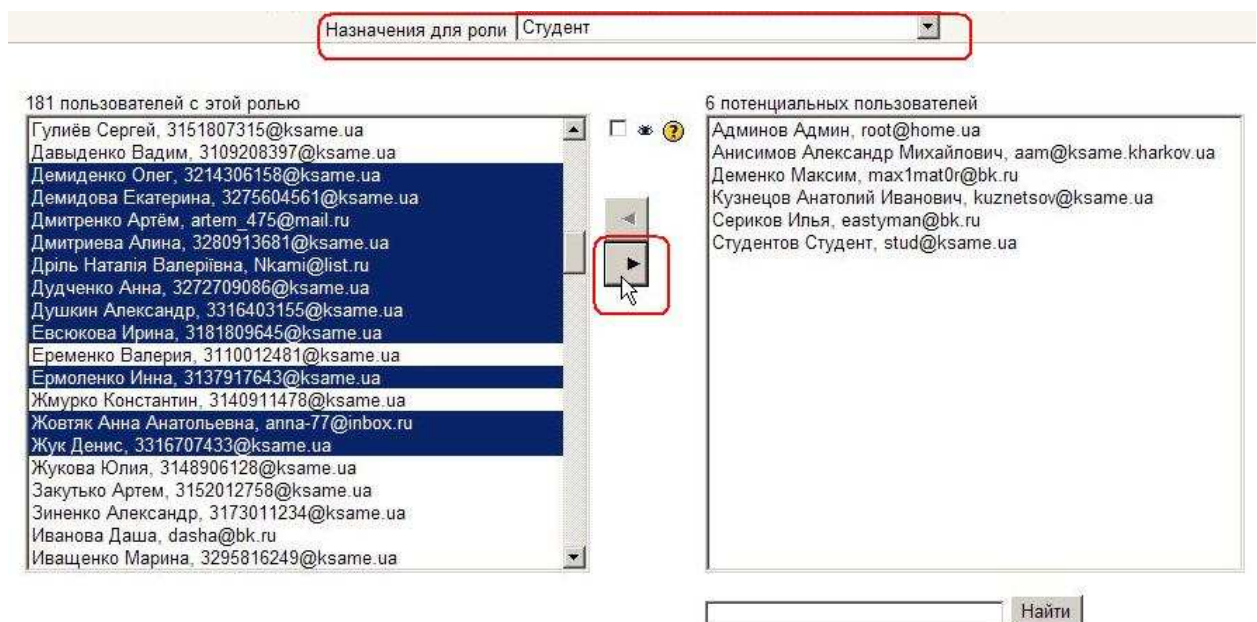 Назначения для роли Студент
181 пользователей с этой ролью
Гулиёв Сергей, 3151807315@ksame.ua
Давыденко Вадим, 3109208397@ksame.ua
Демиденко Олег, 3214306158@ksame.ua
Демидова Екатерина, 3275604561@ksame.ua
Дмитренко Артём, artem_475@mail.ru
Дмитриева Алина, 3280913681@ksame.ua
Дріль Наталія Валеріївна, Nkami@list.ru
Дудченко Анна, 3272709086@ksame.ua
Душкин Александр, 3316403155@ksame.ua
Евсюкова Ирина, 3181809645@ksame.ua
Еременко Валерия, 3110012481@ksame.ua
Ермоленко Инна, 3137917643@ksame.ua
Жмурко Константин, 3140911478@ksame.ua
Жовтяк Анна Анатольевна, anna-77@inbox.ru
Жук Денис, 3316707433@ksame.ua
Жукова Юлия, 3148906128@ksame.ua
Закутько Артем, 3152012758@ksame.ua
Зиненко Александр, 3173011234@ksame.ua
Иванова Даша, dasha@bk.ru
Иващенко Марина, 3295816249@ksame.ua
6 потенциальных пользователей
Админов Админ, root@home.ua
Анисимов Александр Михайлович, aam@ksame.kharkov.ua
Деменко Максим, max1mat0r@bk.ru
Кузнецов Анатолий Иванович, kuznetsov@ksame.ua
Сериков Илья, eastyman@bk.ru
Студентов Студент, stud@ksame.ua
Найти